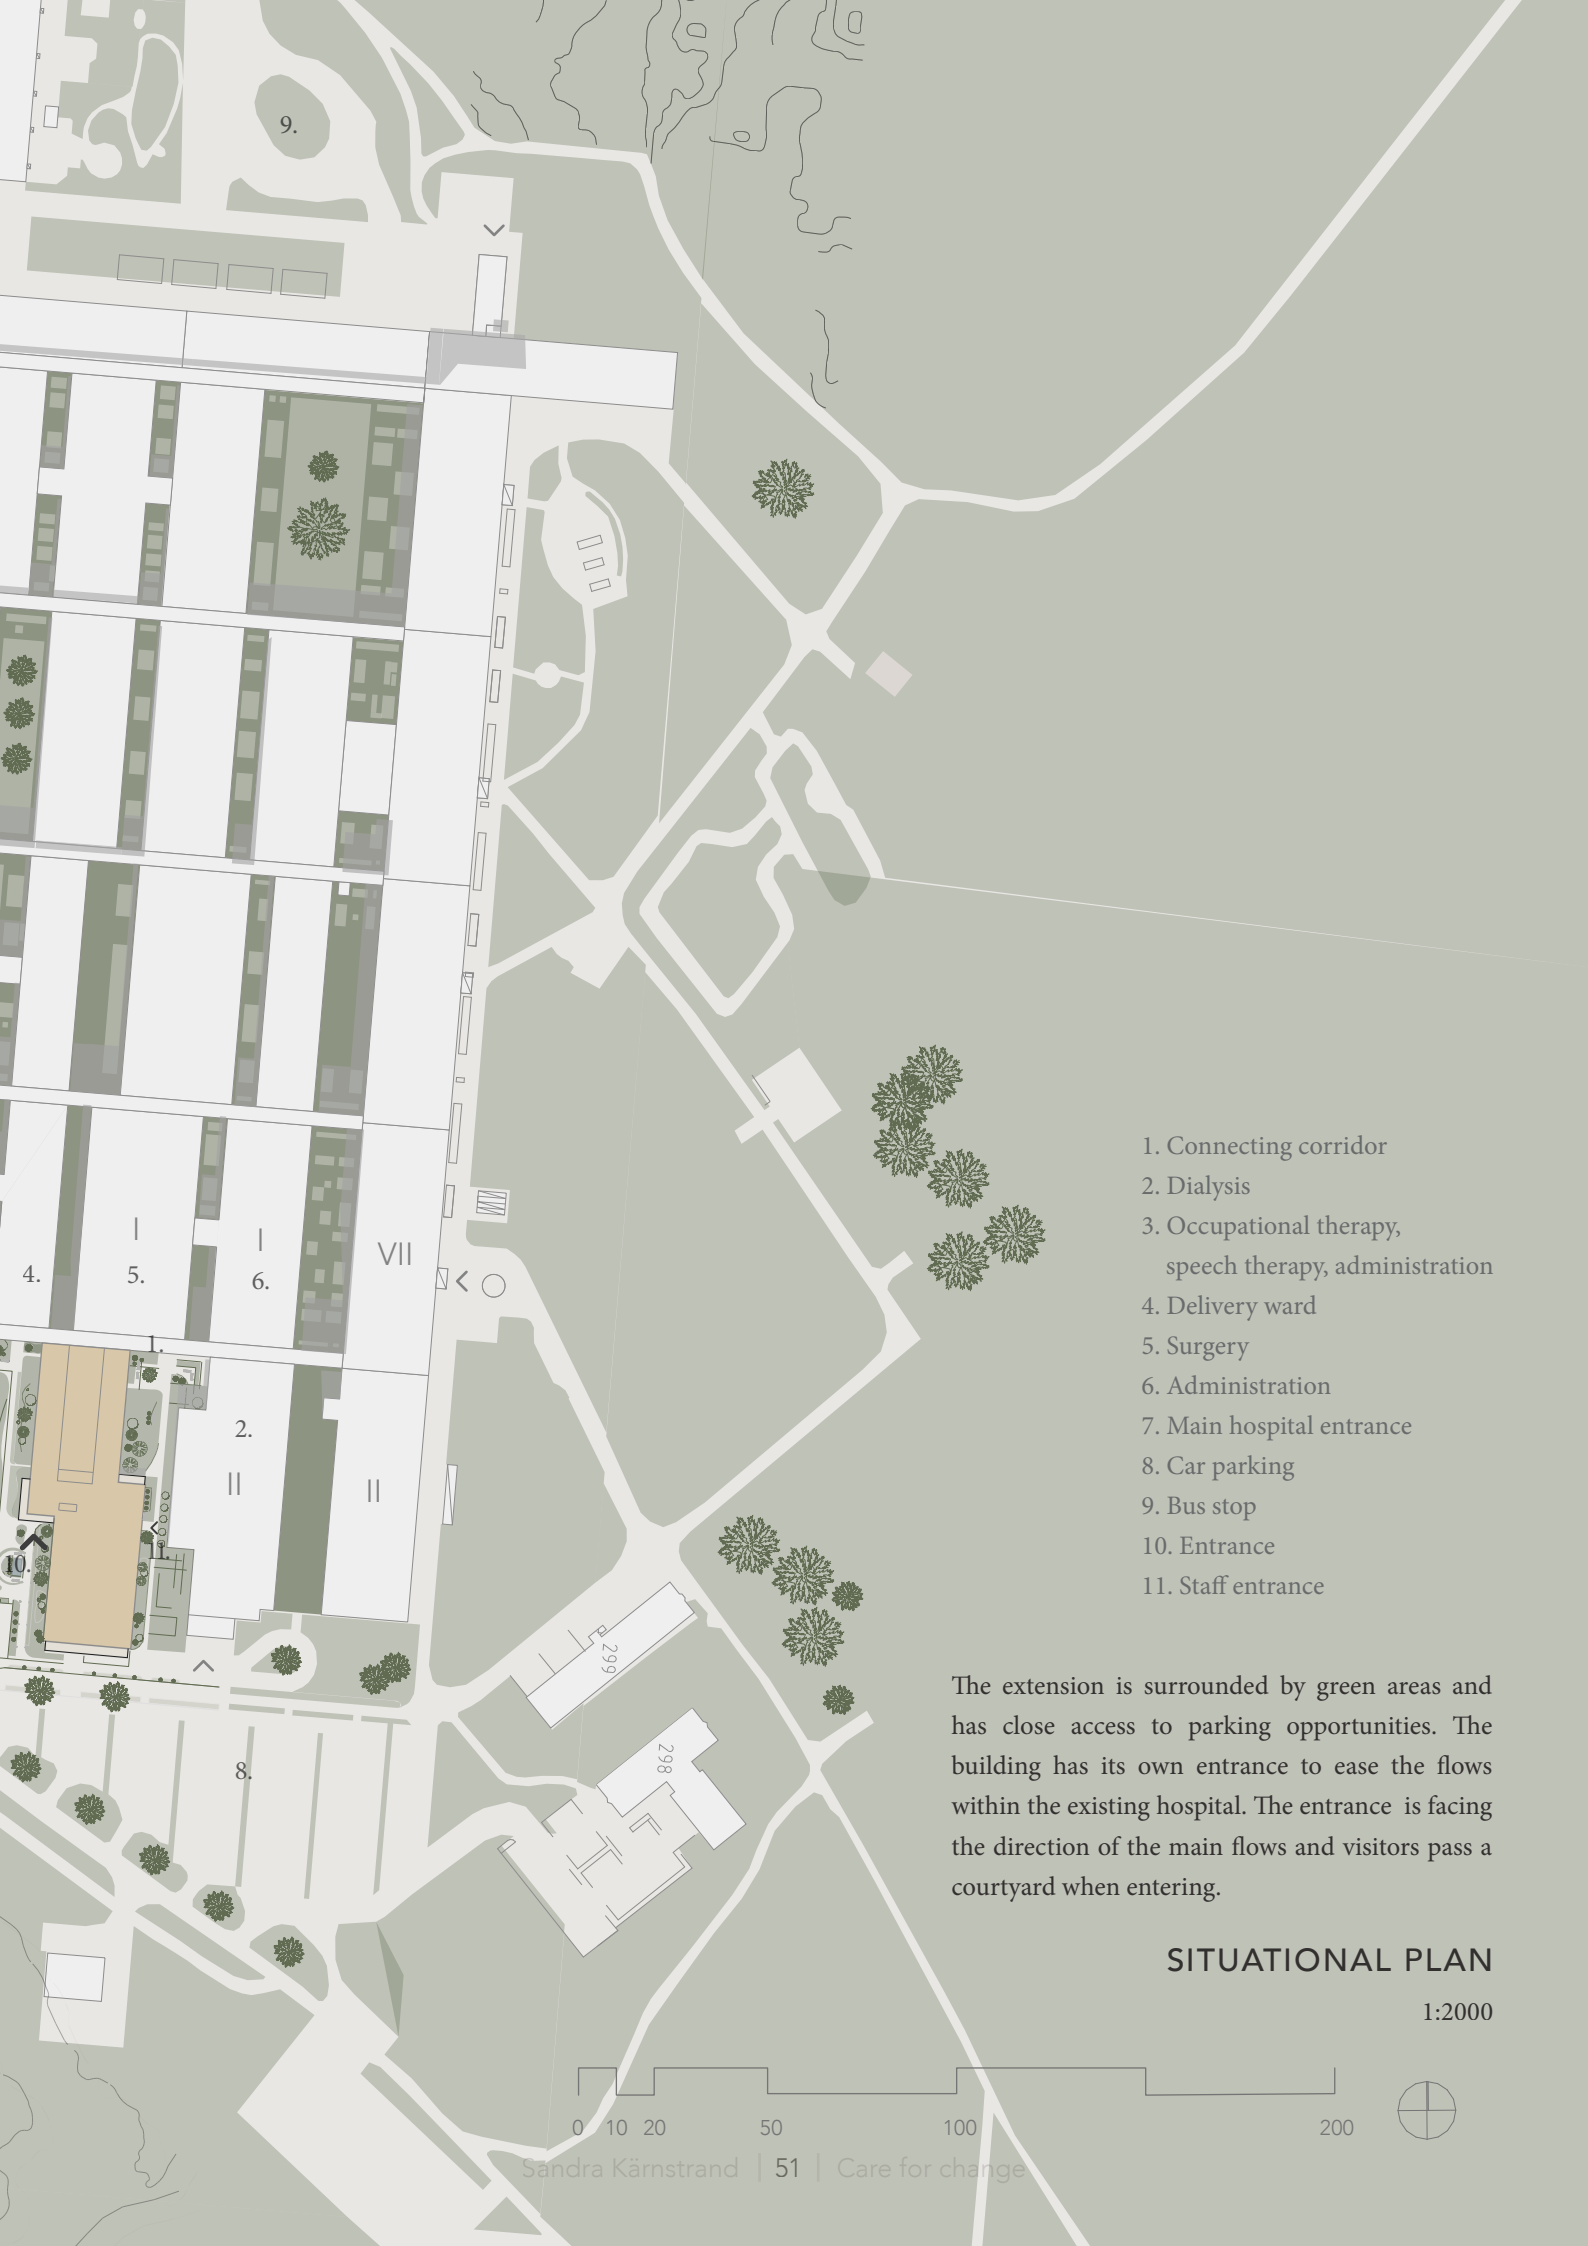 9.
I
I
VII
4.
5.
6.
1.
2.
II
II
10.
11.
299
298
8.
1. Connecting corridor
2. Dialysis
3. Occupational therapy,
speech therapy, administration
4. Delivery ward
5. Surgery
6. Administration
7. Main hospital entrance
8. Car parking
9. Bus stop
10. Entrance
11. Staff entrance
The extension is surrounded by green areas and
has close access to parking opportunities. The
building has its own entrance to ease the flows
within the existing hospital. The entrance is facing
the direction of the main flows and visitors pass a
courtyard when entering.
SITUATIONAL PLAN
1:2000
0 10 20 50 100 200
Sandra Kärnstrand | 51 | Care for change